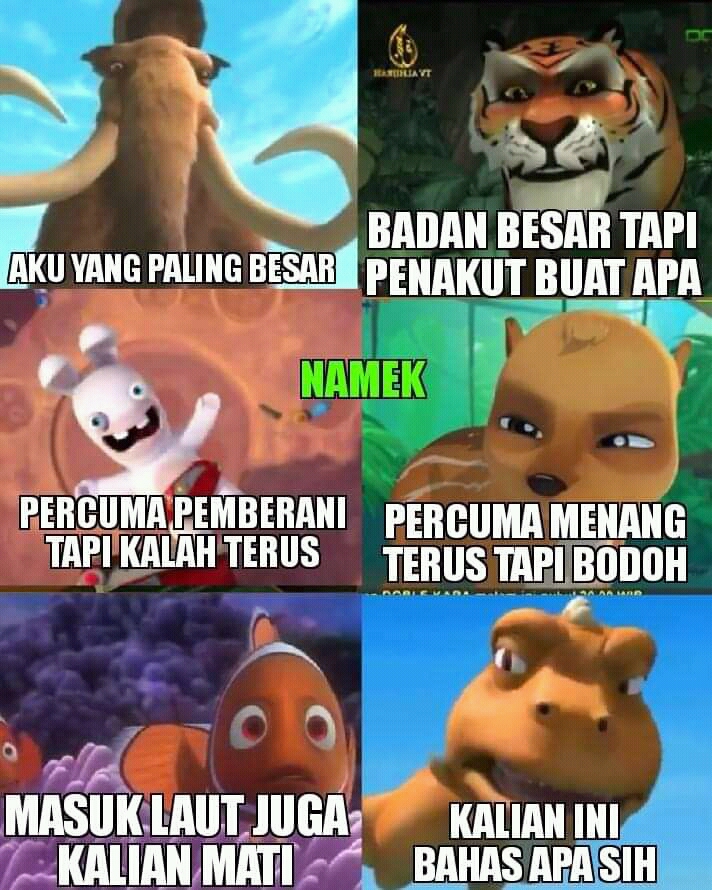 AKU YANG PALING BESAR
BADAN BESAR TAPI
PENAKUT BUAT APA
NAMEK
PERCUMA PEMBERANI
TAPI KALAH TERUS
PERCUMA MENANG
TERUS TAPI BODOH
MASUK LAUT JUGA
KALIAN MATI
KALIAN INI
BAHAS APA SIH